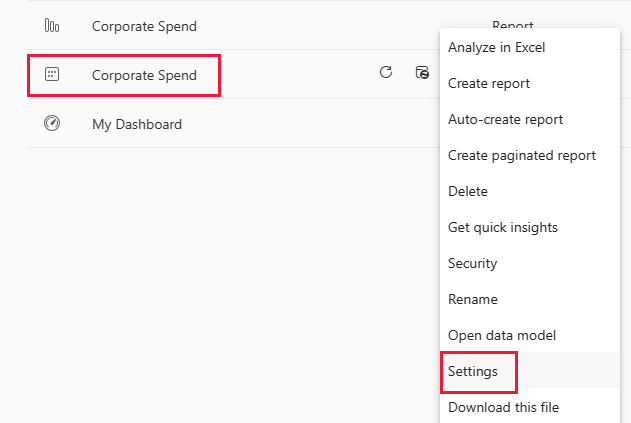 Corporate Spend
Report
Corporate Spend
My Dashboard
Analyze in Excel
Create report
Auto-create report
Create paginated report
Delete
Get quick insights
Security
Rename
Open data model
Settings
Download this file